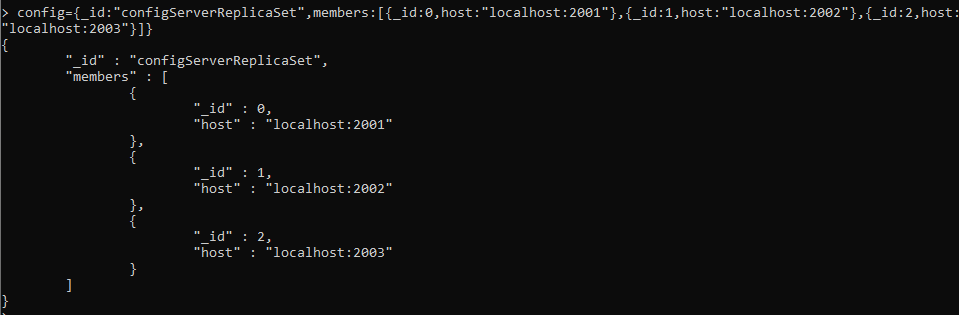 > config={_id:"configServerReplicaSet",members:[{_id:0,host:"localhost:2001"},{_id:1,host:"localhost:2002"},{_id:2,host:
"localhost:2003"}]}
{
        "_id" : "configServerReplicaSet",
        "members" : [
                {
                        "_id" : 0,
                        "host" : "localhost:2001"
                },
                {
                        "_id" : 1,
                        "host" : "localhost:2002"
                },
                {
                        "_id" : 2,
                        "host" : "localhost:2003"
                }
        ]
}